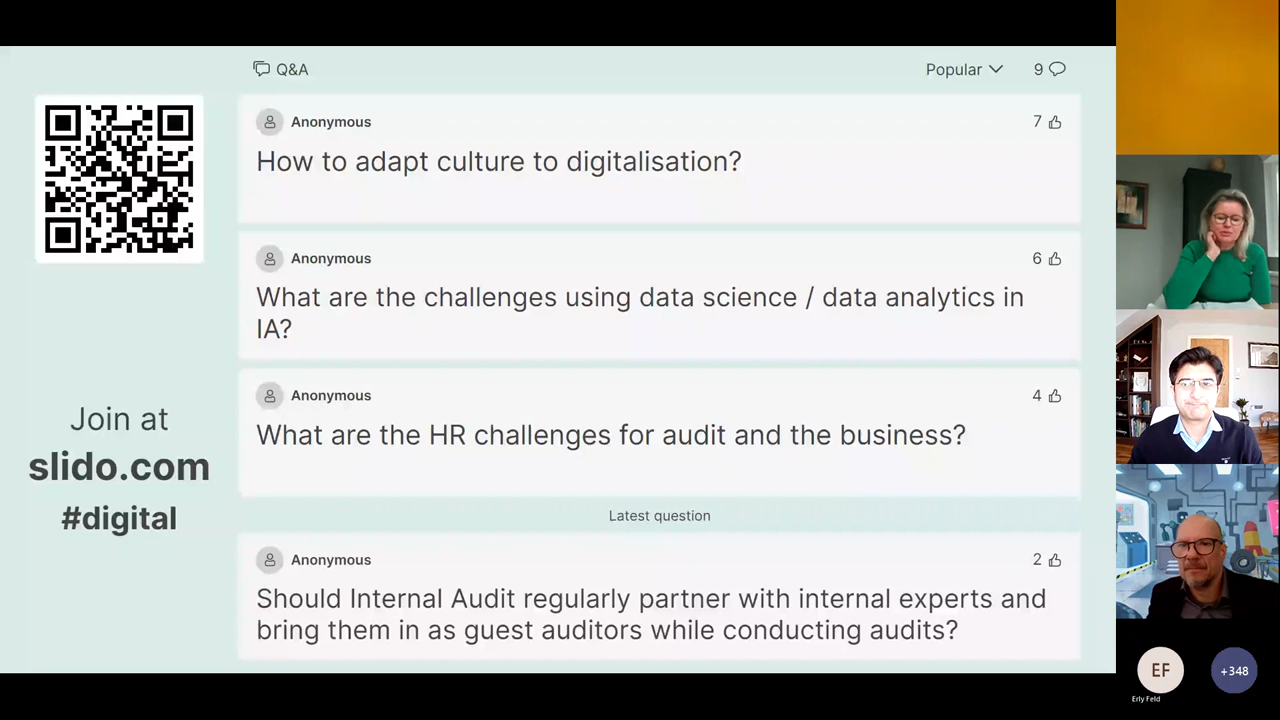 Q&A
Popular
9
Anonymous
7
How to adapt culture to digitalisation?
Anonymous
6
What are the challenges using data science / data analytics in
IA?
Anonymous
4
What are the HR challenges for audit and the business?
Latest question
Anonymous
2
Should Internal Audit regularly partner with internal experts and
bring them in as guest auditors while conducting audits?
Join at
slido.com
#digital
EF
Erly Feld
+348